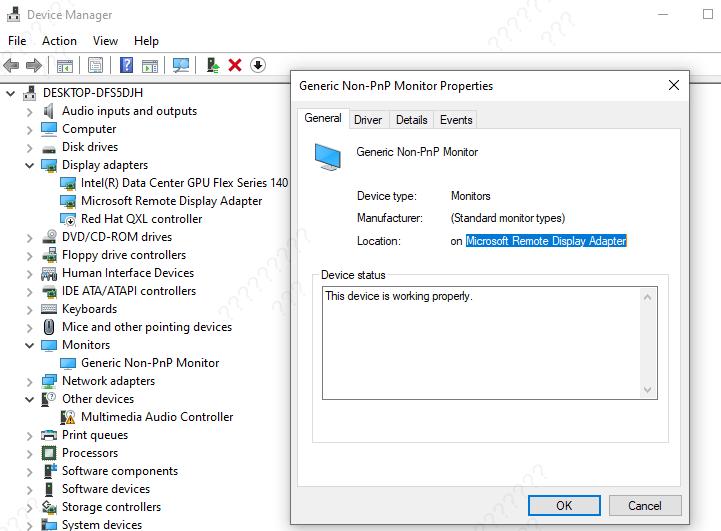 Device Manager
File Action View Help
DESKTOP-DFS5DJH
Audio inputs and outputs
Computer
Disk drives
Display adapters
Intel(R) Data Center GPU Flex Series 140
Microsoft Remote Display Adapter
Red Hat QXL controller
DVD/CD-ROM drives
Floppy drive controllers
Human Interface Devices
IDE ATA/ATAPI controllers
Keyboards
Mice and other pointing devices
Monitors
Generic Non-PnP Monitor
Network adapters
Other devices
Multimedia Audio Controller
Print queues
Processors
Software components
Software devices
Storage controllers
System devices
Generic Non-PnP Monitor Properties
General Driver Details Events
Generic Non-PnP Monitor
Device type: Monitors
Manufacturer: (Standard monitor types)
Location: on Microsoft Remote Display Adapter
Device status
This device is working properly.
OK Cancel